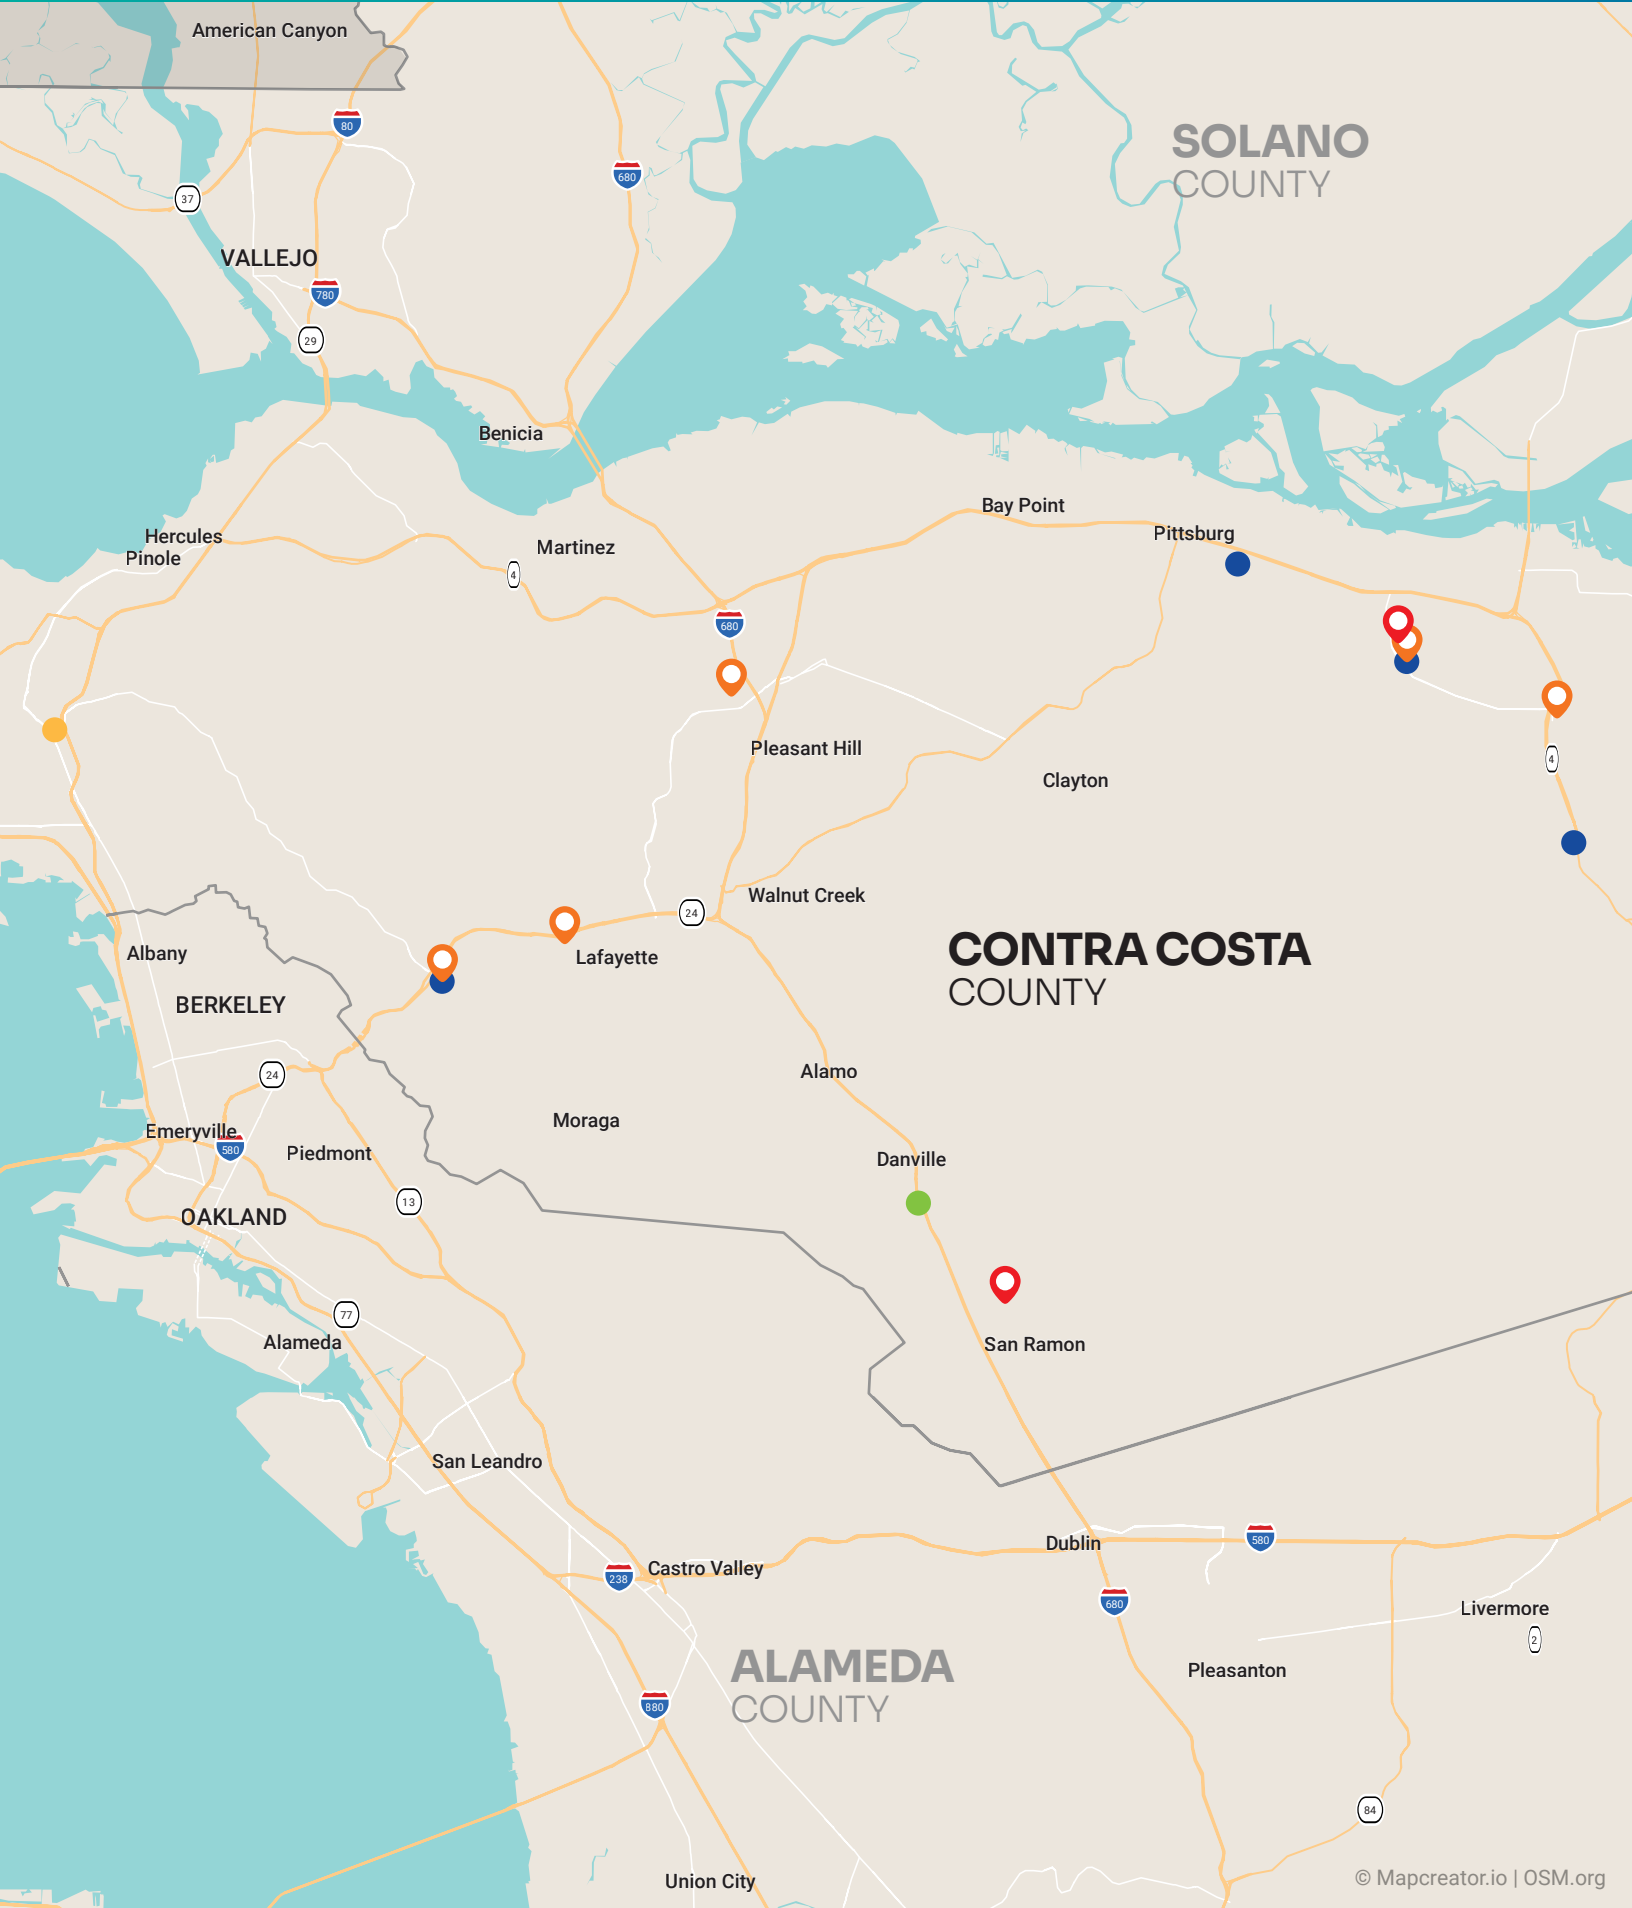 American Canyon
80
SOLANO
COUNTY
680
37
VALLEJO
780
29
Benicia
Bay Point
Hercules
Pittsburg
Martinez
Pinole
4
680
Pleasant Hill
4
Clayton
Walnut Creek
24
CONTRA COSTA
COUNTY
Albany
Lafayette
BERKELEY
24
Alamo
Moraga
Emeryville
580
Piedmont
Danville
13
OAKLAND
77
Alameda
San Ramon
San Leandro
Dublin
580
Castro Valley
238
680
Livermore
2
ALAMEDA
COUNTY
Pleasanton
880
84
Union City
© Mapcreator.io | OSM.org